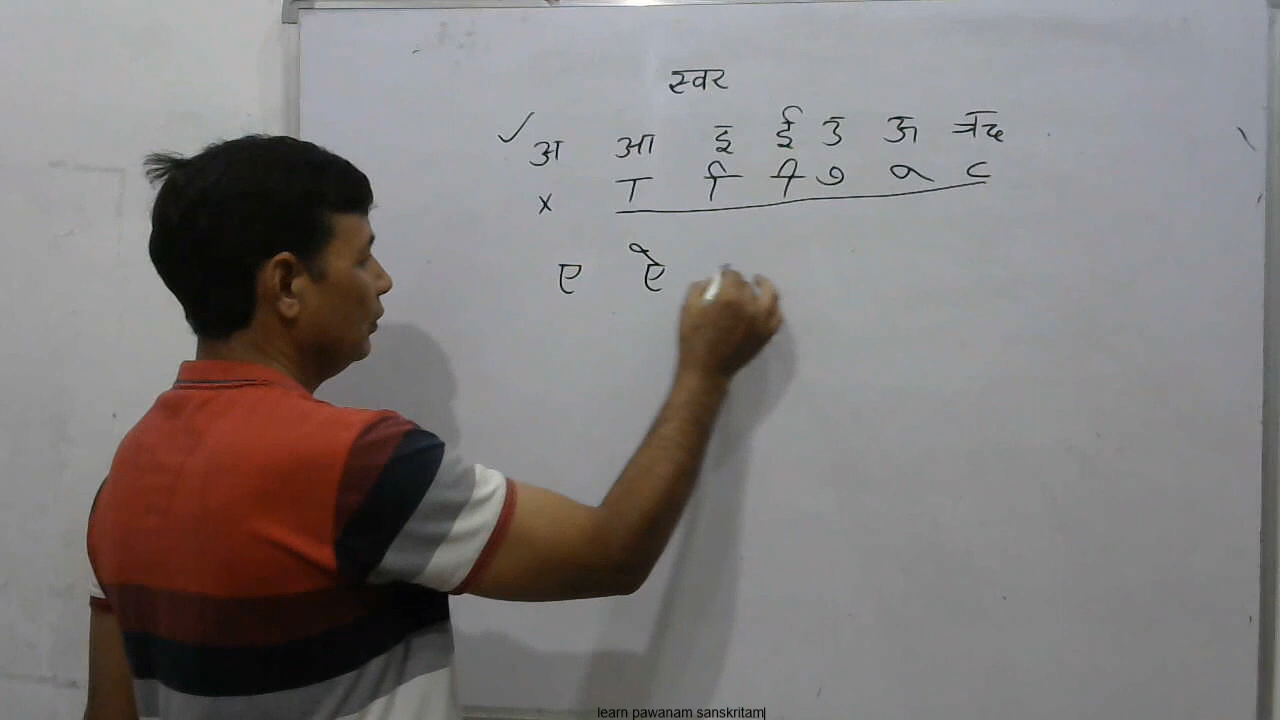 स्वर
✓ अ आ इ ई उ ऊ ऋ
x ा ि ी ु ू ृ
ए ऐ
learn pawanam sanskritam|